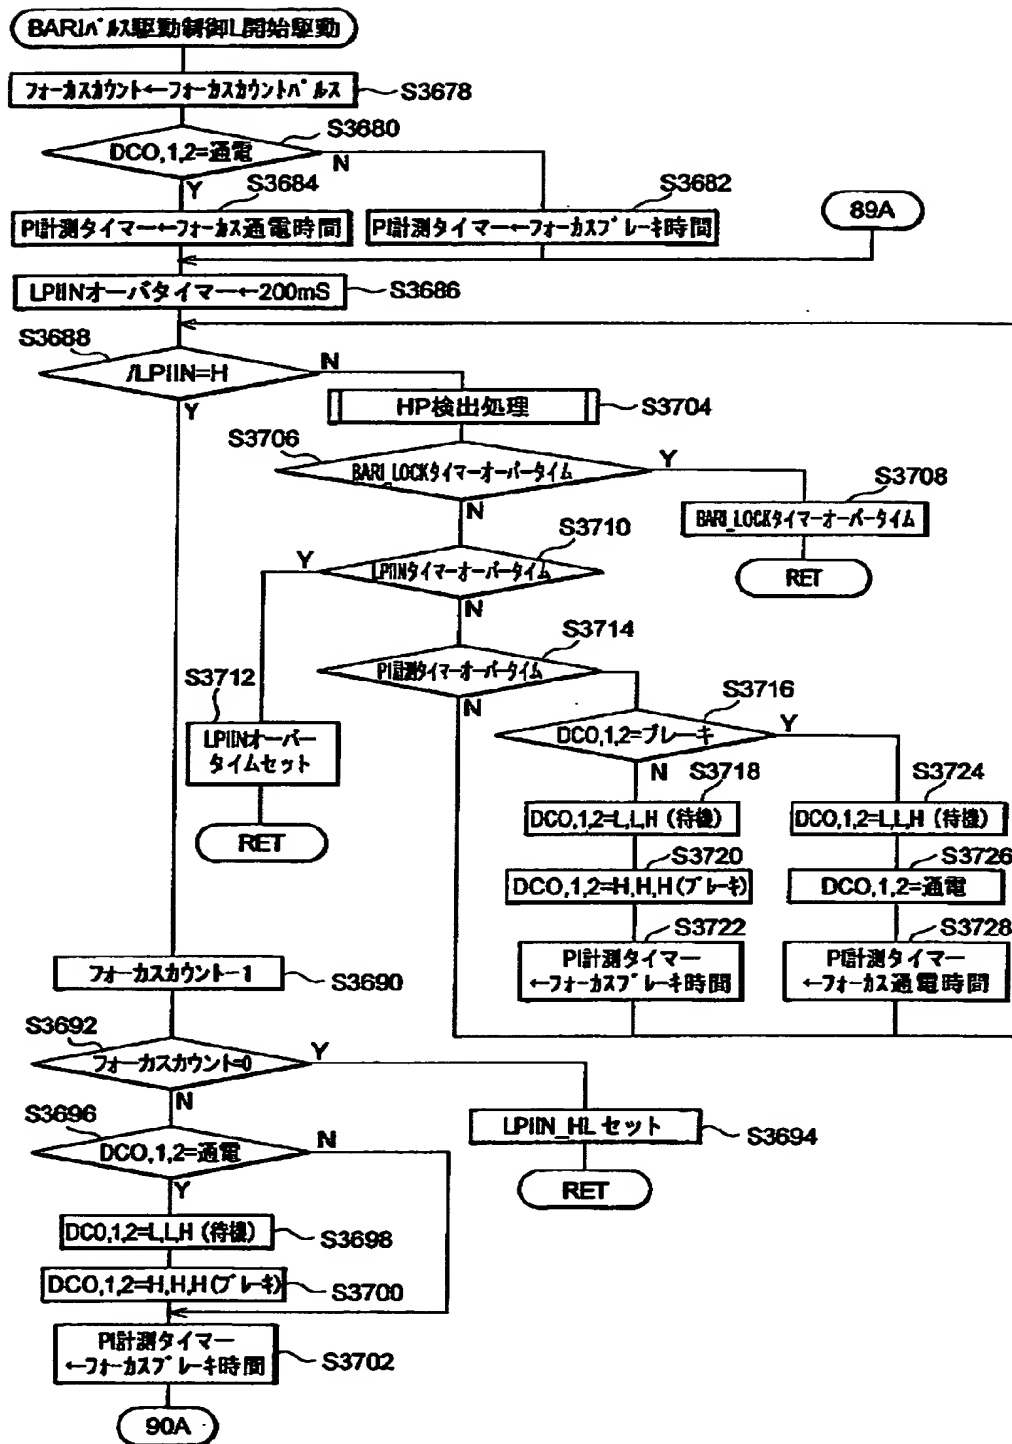 BARIパルス駆動制御L開始駆動
フォーカスカウント←フォーカスカウントパルス
S3678
S3680
DC0,1,2=通電
N
Y
S3684
S3682
89A
PI計測タイマー←フォーカス通電時間
PI計測タイマー←フォーカスブレーキ時間
LPIINオーバタイマー←200mS
S3686
S3688
/LPIIN=H
N
Y
HP検出処理
S3704
S3706
BARI_LOCKタイマーオーバータイム
Y
N
S3708
BARI_LOCKタイマーオーバータイム
RET
S3710
Y
LPIINタイマーオーバータイム
N
S3714
PI計測タイマーオーバータイム
N
S3712
LPIINオーバー
タイムセット
RET
S3716
DC0,1,2=ブレーキ
Y
N
S3718
S3724
DC0,1,2=L,L,H (待機)
DC0,1,2=L,L,H (待機)
S3720
S3726
DC0,1,2=H,H,H(ブレーキ)
DC0,1,2=通電
S3722
S3728
PI計測タイマー
←フォーカスブレーキ時間
PI計測タイマー
←フォーカス通電時間
フォーカスカウント-1
S3690
S3692
フォーカスカウント=0
Y
N
LPIIN_HLセット
S3694
RET
S3696
DC0,1,2=通電
N
Y
DC0,1,2=L,L,H (待機)
S3698
DC0,1,2=H,H,H(ブレーキ)
S3700
PI計測タイマー
←フォーカスブレーキ時間
S3702
90A